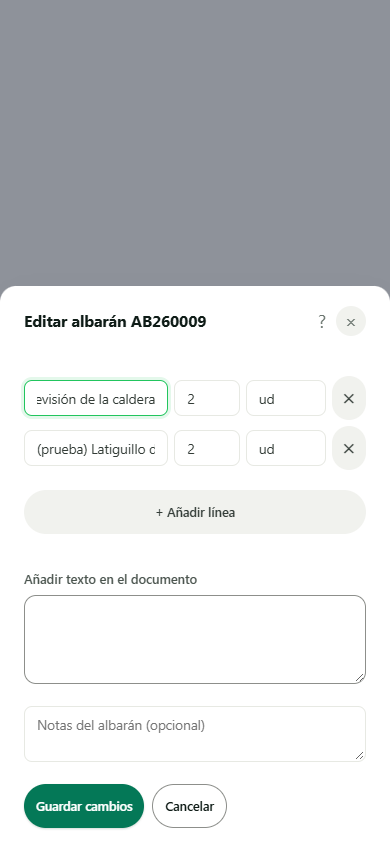 Editar albarán AB260009
?
×
evisión de la caldera 2 ud ×
(prueba) Latiguillo 2 ud ×
+ Añadir línea
Añadir texto en el documento
Notas del albarán (opcional)
Guardar cambios Cancelar